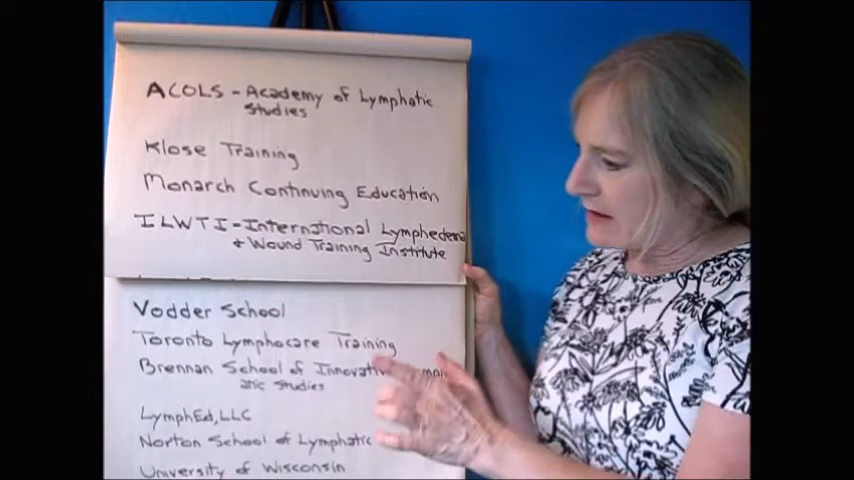 ACOLS - Academy of Lymphatic
Studies
Klose Training
Monarch Continuing Education
ILWTI - International Lymphedema
& Wound Training Institute
Vodder School
Toronto Lymphocare Training
Brennan School of
atic Studies
LymphEd, LLC
Norton School of Lymphatic
University of Wisconsin